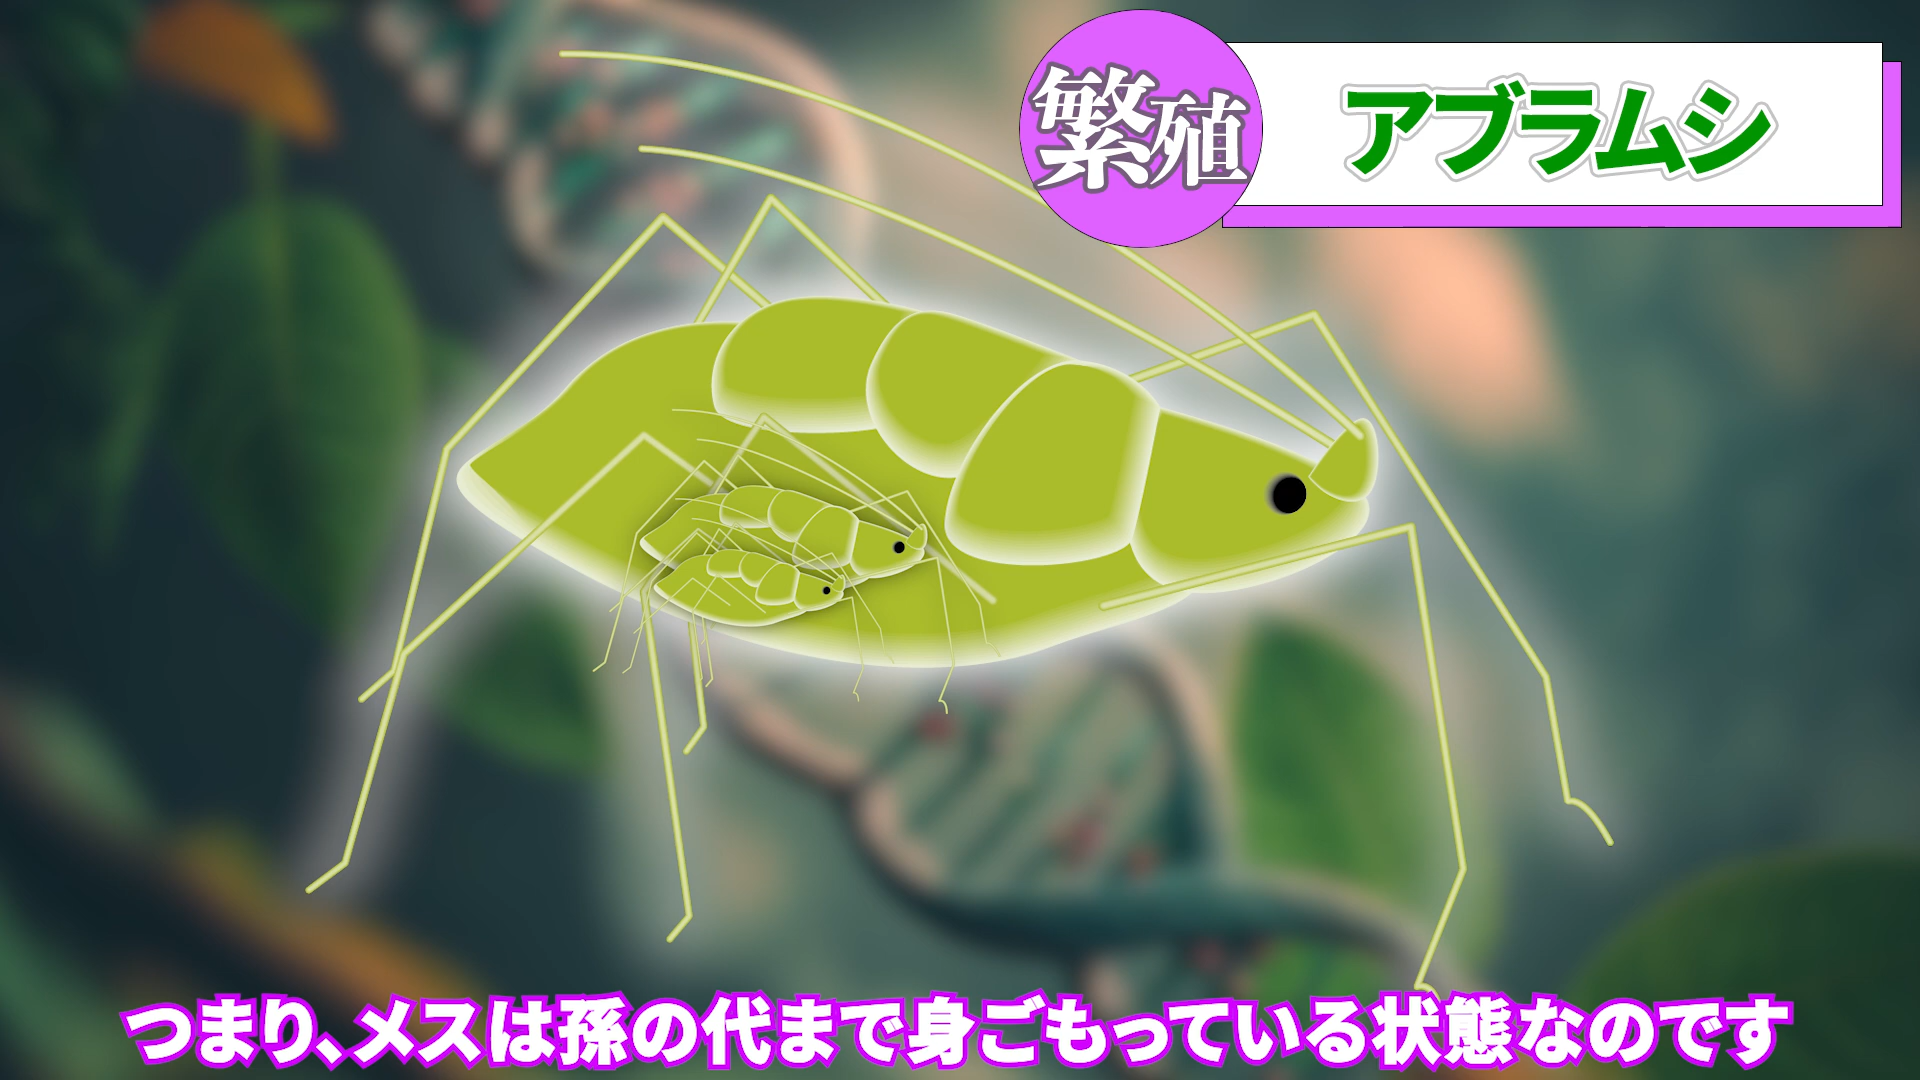 繁殖
アブラムシ
つまり、メスは孫の代まで身ごもっている状態なのです